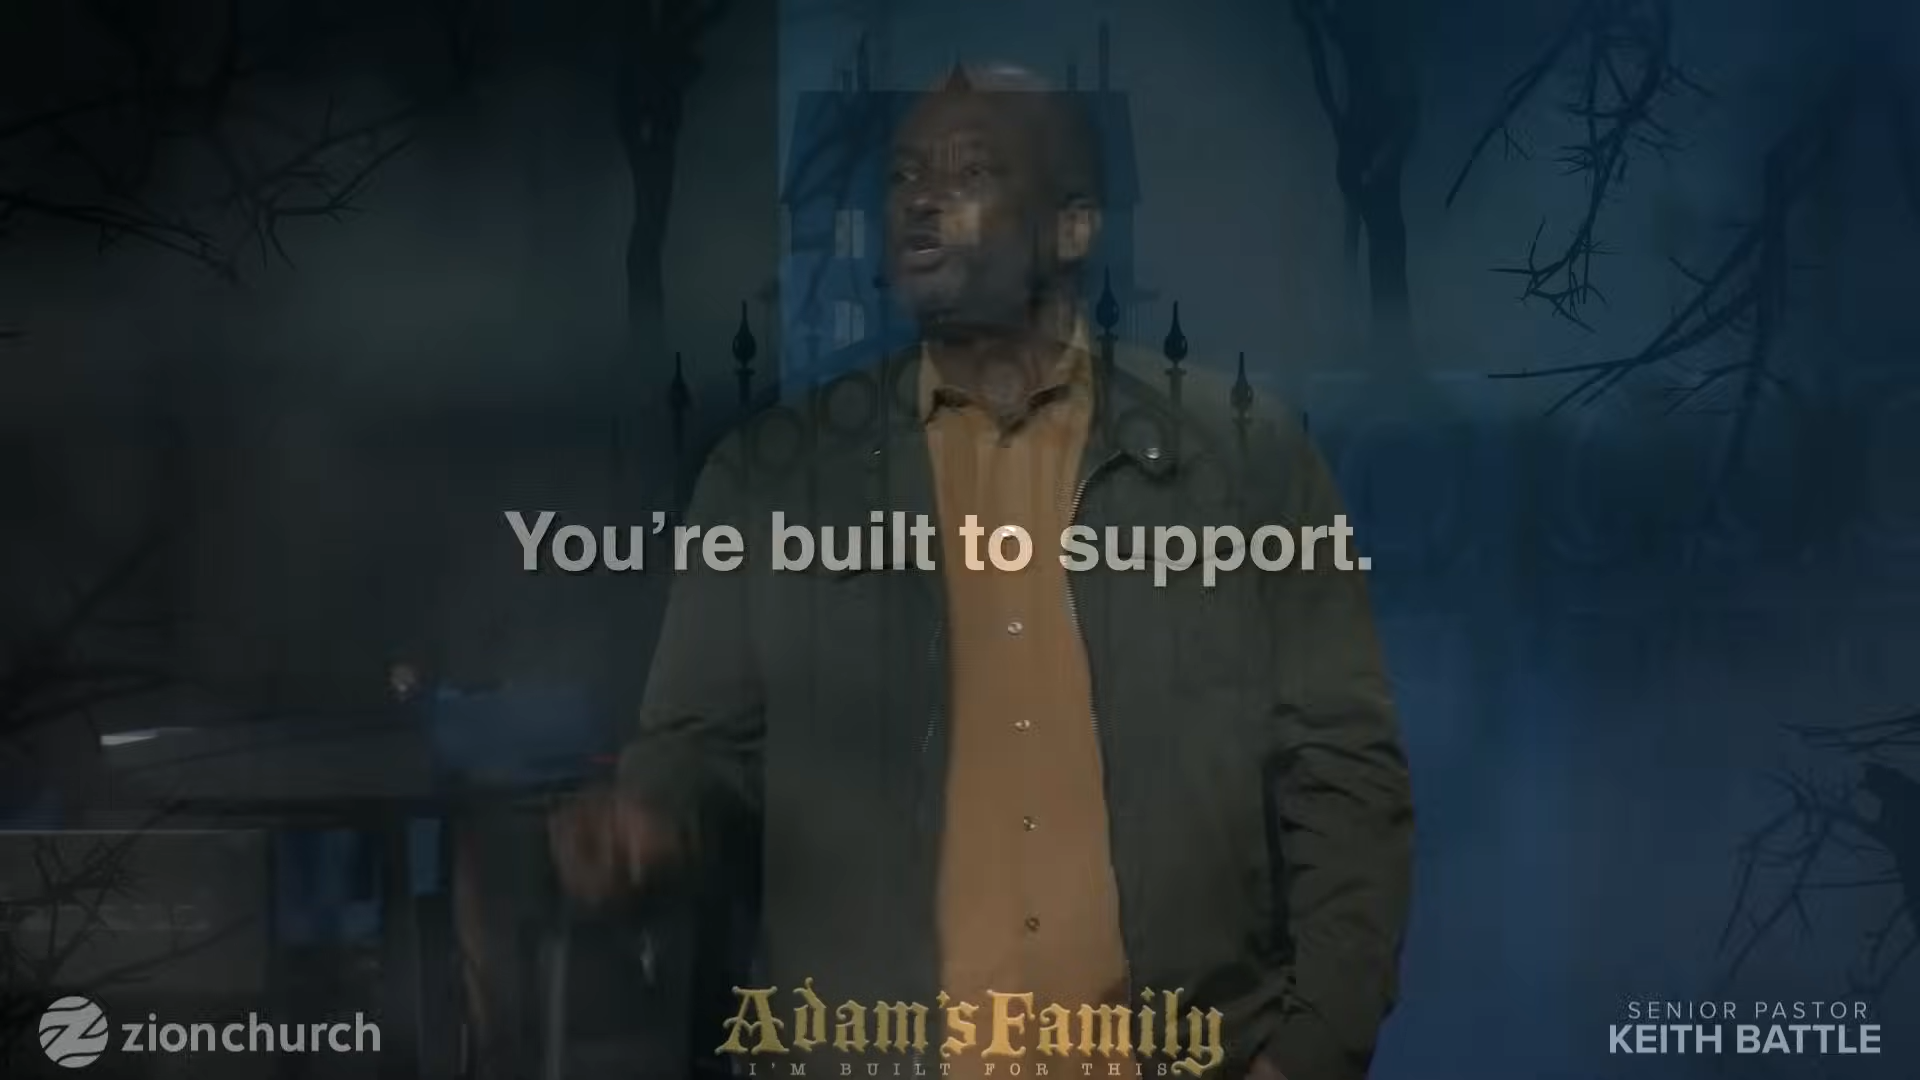 You’re built to support.
zionchurch
Adam's Family
I'M BUILT FOR THIS
SENIOR PASTOR
KEITH BATTLE